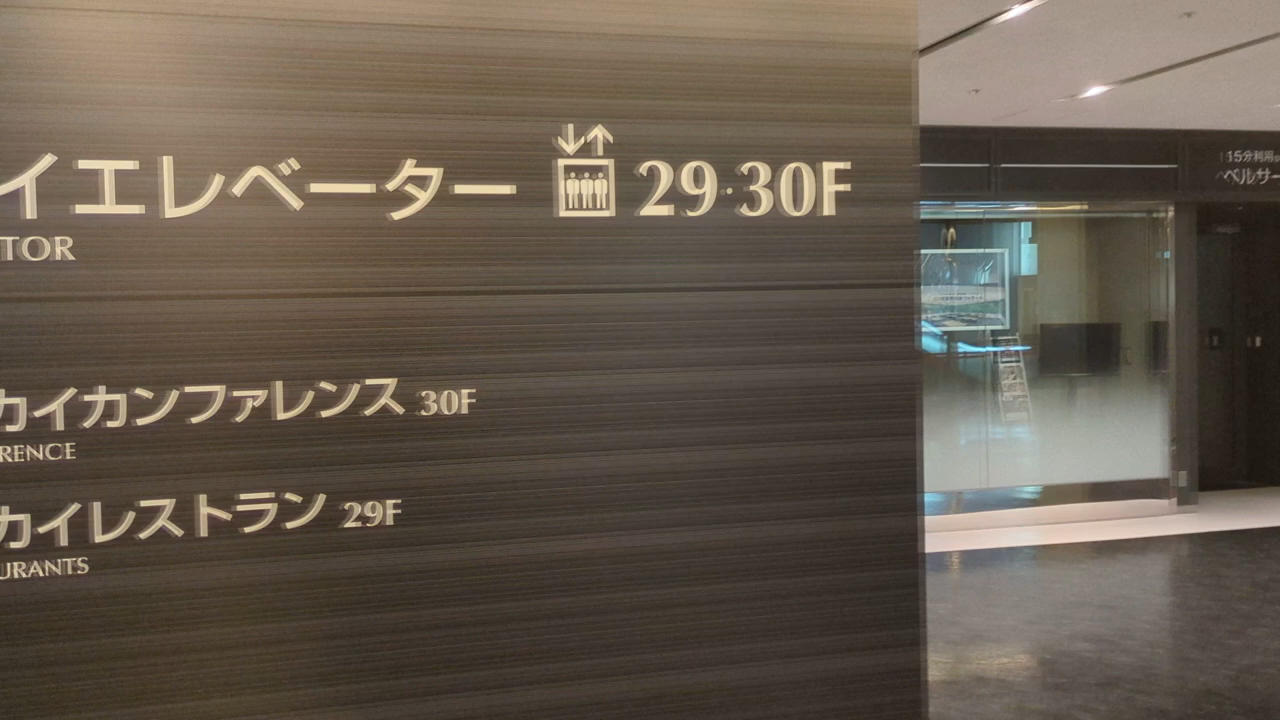 イエレベーター 29・30F
TOR
カイカンファレンス 30F
RENCE
カイレストラン 29F
URANTS
15分利用
ベルサー